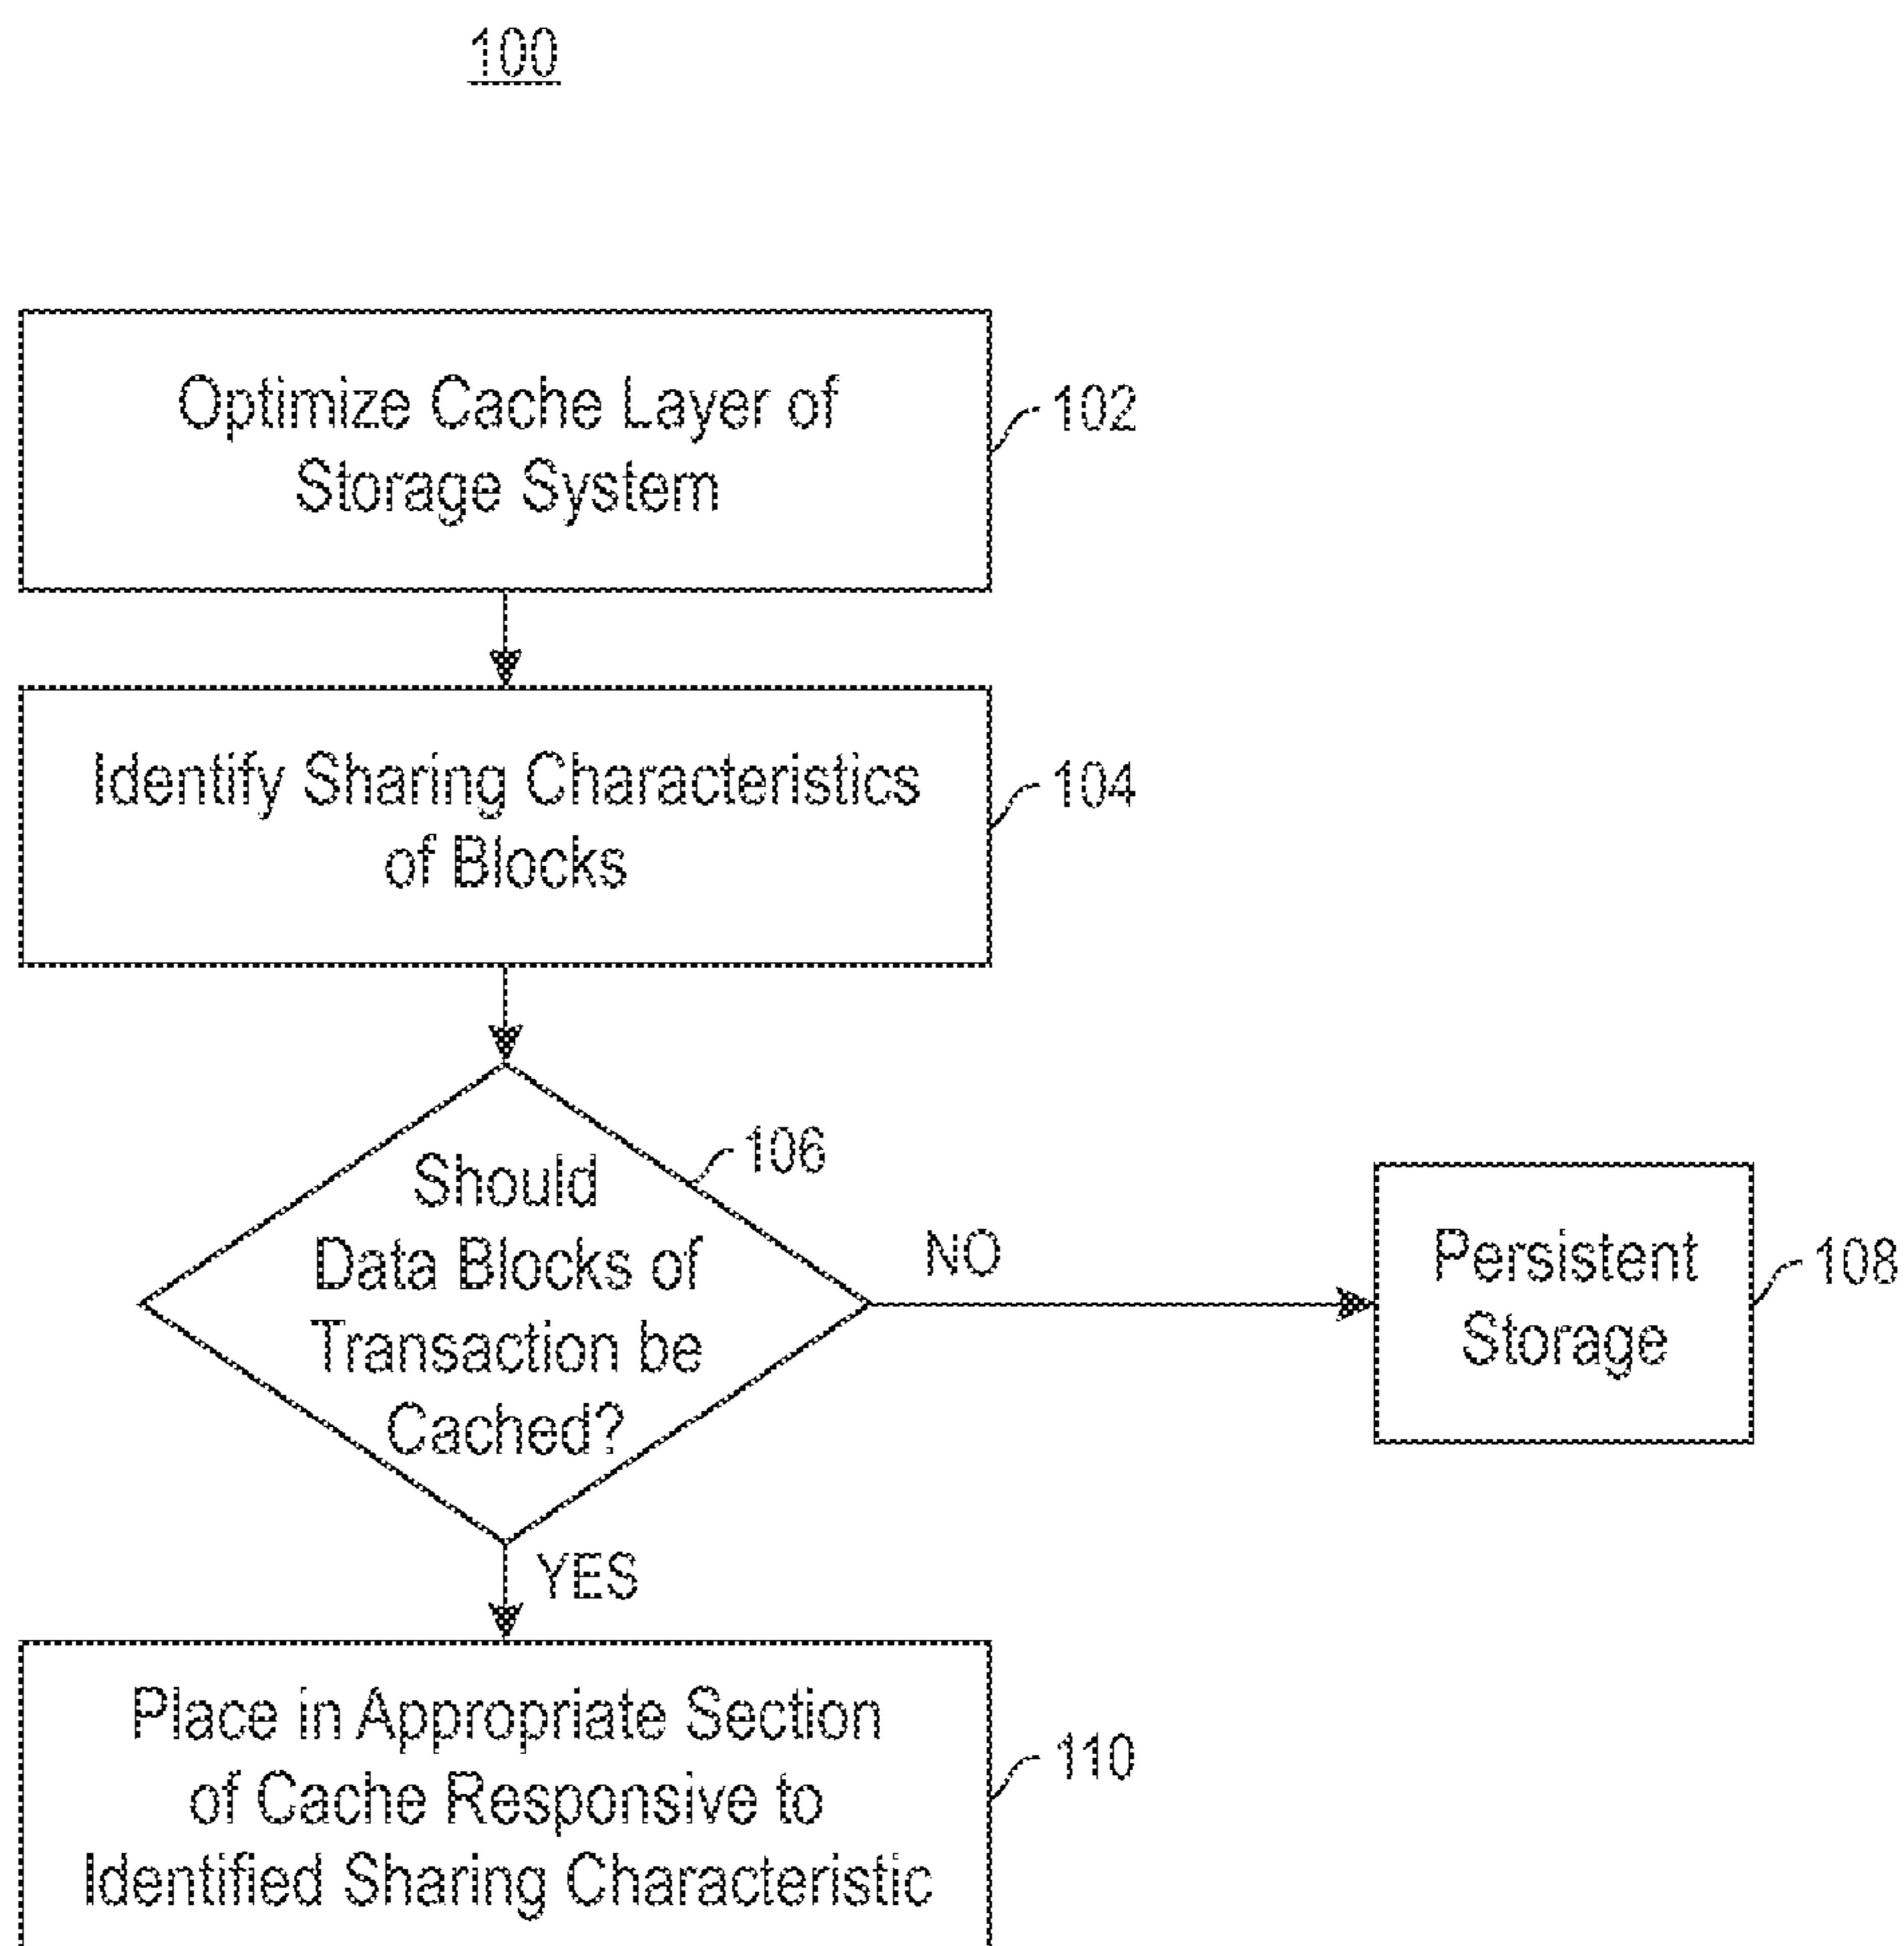 100
Optimize Cache Layer of
Storage System
102
Identify Sharing Characteristics
of Blocks
104
Should
Data Blocks of
Transaction be
Cached?
106
NO
Persistent
Storage
108
YES
Place in Appropriate Section
of Cache Responsive to
Identified Sharing Characteristic
110